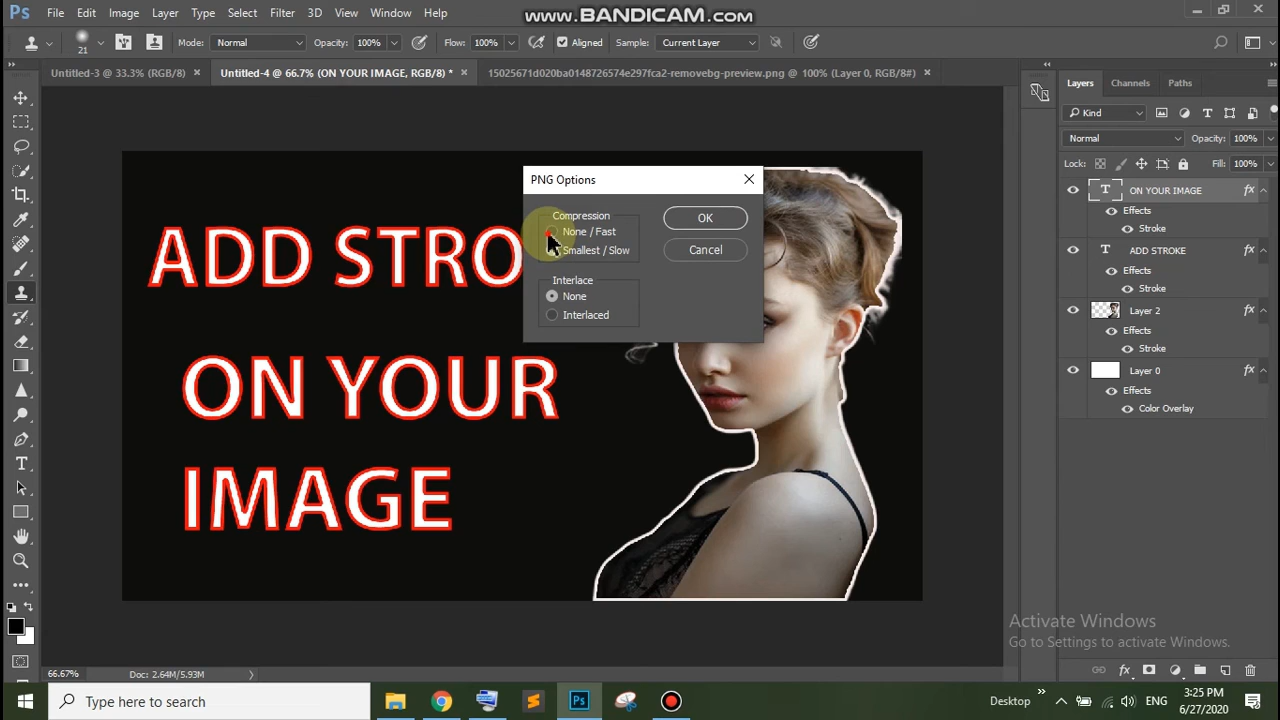 Ps File Edit Image Layer Type Select Filter 3D View Window Help
www.BANDICAM.com
21 Mode: Normal Opacity: 100% Flow: 100% Aligned Sample: Current Layer
Untitled-3 @ 33.3% (RGB/8) × Untitled-4 @ 66.7% (ON YOUR IMAGE, RGB/8) * × 15025671d020ba0148726574e297fca2-removebg-preview.png @ 100% (Layer 0, RGB/8#) ×
Layers Channels Paths
Kind
Normal Opacity: 100%
Lock: Fill: 100%
T ON YOUR IMAGE fx
Effects
Stroke
T ADD STROKE fx
Effects
Stroke
Layer 2 fx
Effects
Stroke
Layer 0 fx
Effects
Color Overlay
PNG Options
Compression
None / Fast
Smallest / Slow
OK
Cancel
Interlace
None
Interlaced
ADD STRO
ON YOUR
IMAGE
Activate Windows
Go to Settings to activate Windows.
66.67% Doc: 2.64M/5.93M
Type here to search
Desktop ENG
3:25 PM
6/27/2020